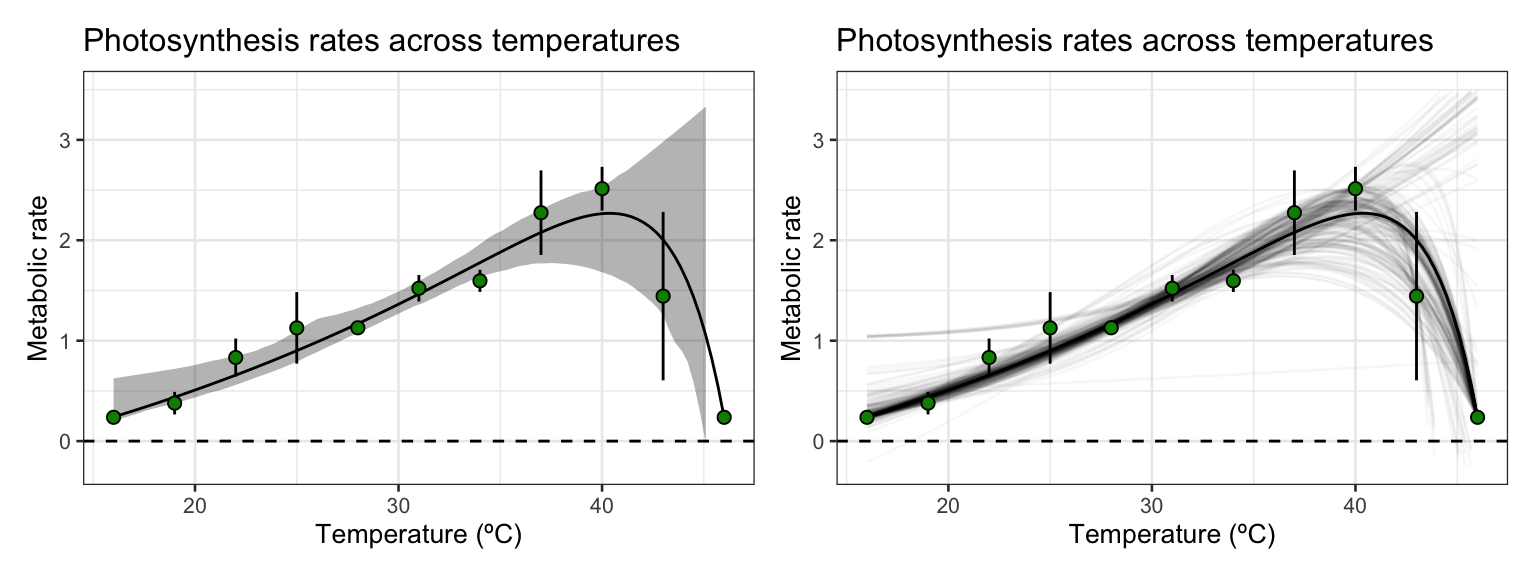 Photosynthesis rates across temperatures
Metabolic rate
3
2
1
0
20 30 40
Temperature (ºC)
Photosynthesis rates across temperatures
Metabolic rate
3
2
1
0
20 30 40
Temperature (ºC)